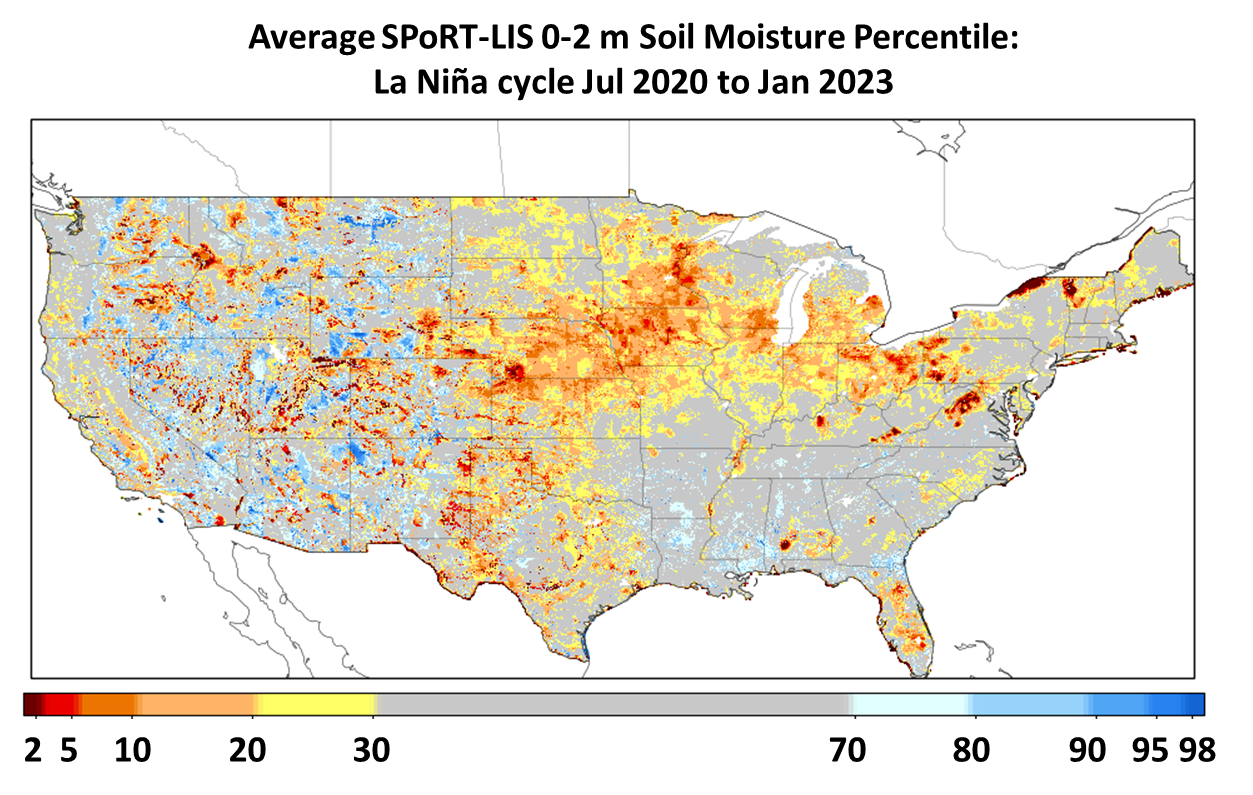 Average SPoRT-LIS 0-2 m Soil Moisture Percentile:
La Niña cycle Jul 2020 to Jan 2023
2 5 10 20 30 70 80 90 95 98